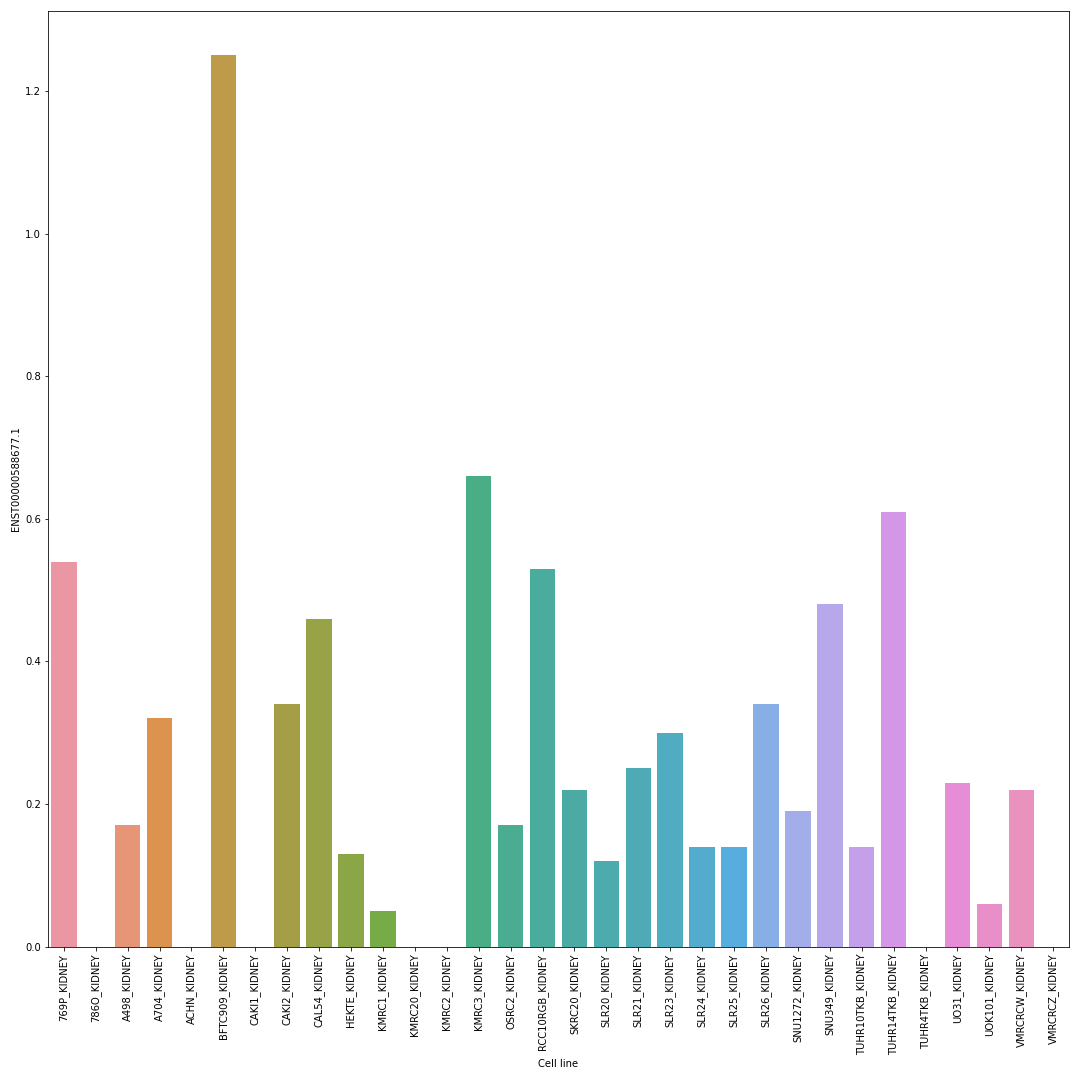 1.2
1.0
0.8
0.6
0.4
0.2
0.0
ENST00000588677.1
769P_KIDNEY
786O_KIDNEY
A498_KIDNEY
A704_KIDNEY
ACHN_KIDNEY
BFTC909_KIDNEY
CAKI1_KIDNEY
CAKI2_KIDNEY
CAL54_KIDNEY
HEKTE_KIDNEY
KMRC1_KIDNEY
KMRC20_KIDNEY
KMRC2_KIDNEY
KMRC3_KIDNEY
OSRC2_KIDNEY
RCC10RGB_KIDNEY
SKRC20_KIDNEY
SLR20_KIDNEY
SLR21_KIDNEY
SLR23_KIDNEY
SLR24_KIDNEY
SLR25_KIDNEY
SLR26_KIDNEY
SNU1272_KIDNEY
SNU349_KIDNEY
TUHR10TKB_KIDNEY
TUHR14TKB_KIDNEY
TUHR4TKB_KIDNEY
UO31_KIDNEY
UOK101_KIDNEY
VMRCRCW_KIDNEY
VMRCRCZ_KIDNEY
Cell line